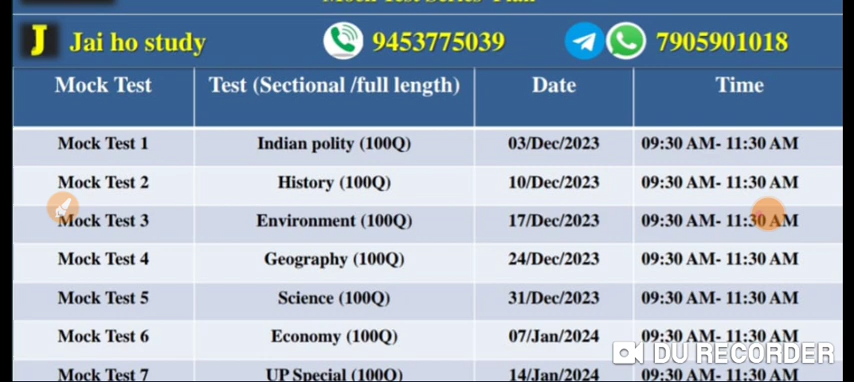 Mock Test Series Plan
J Jai ho study 9453775039 7905901018
Mock Test Test (Sectional /full length) Date Time
Mock Test 1 Indian polity (100Q) 03/Dec/2023 09:30 AM- 11:30 AM
Mock Test 2 History (100Q) 10/Dec/2023 09:30 AM- 11:30 AM
Mock Test 3 Environment (100Q) 17/Dec/2023 09:30 AM- 11:30 AM
Mock Test 4 Geography (100Q) 24/Dec/2023 09:30 AM- 11:30 AM
Mock Test 5 Science (100Q) 31/Dec/2023 09:30 AM- 11:30 AM
Mock Test 6 Economy (100Q) 07/Jan/2024 09:30 AM- 11:30 AM
DU RECORDER
Mock Test 7 UP Special (100Q) 14/Jan/2024 09:30 AM- 11:30 AM